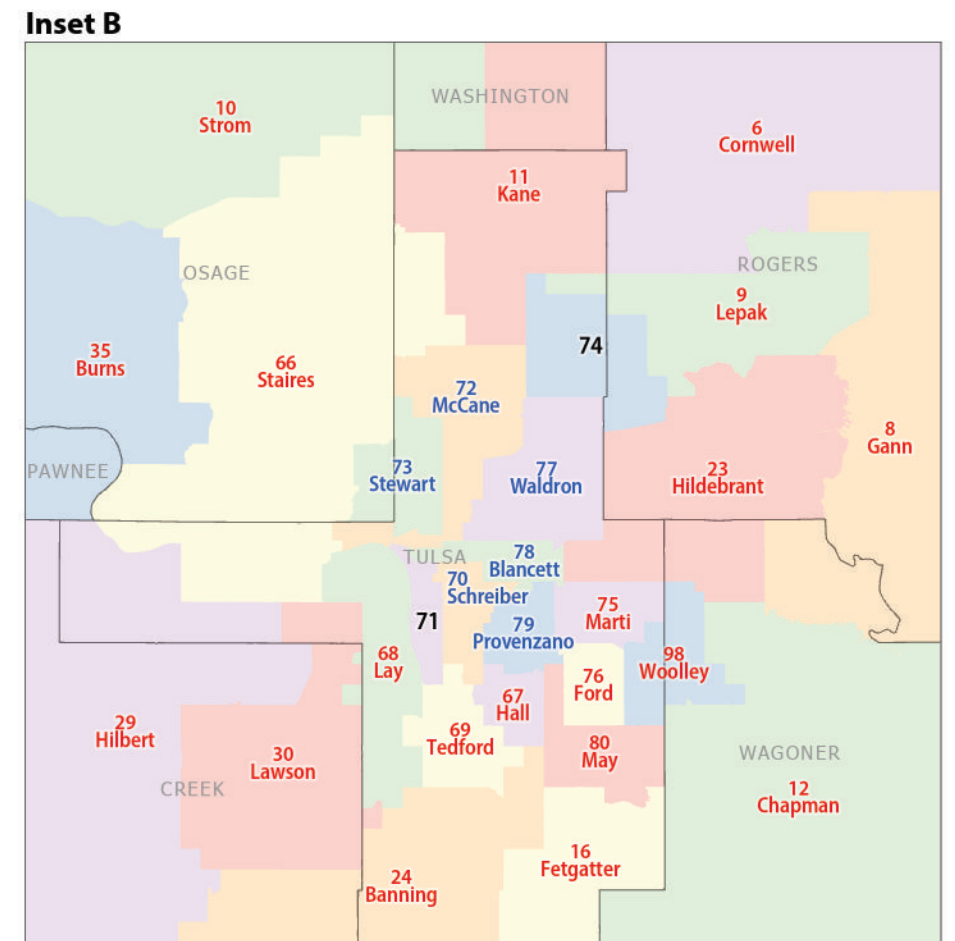 Inset B
WASHINGTON
10
Strom
6
Cornwell
11
Kane
OSAGE
ROGERS
9
Lepak
74
35
Burns
66
Staires
72
McCane
8
Gann
PAWNEE
73
Stewart
77
Waldron
23
Hildebrant
TULSA
78
Blancett
70
Schreiber
71
75
Marti
79
Provenzano
68
Lay
98
Woolley
76
Ford
67
Hall
29
Hilbert
69
Tedford
30
Lawson
80
May
WAGONER
CREEK
12
Chapman
16
Fetgatter
24
Banning